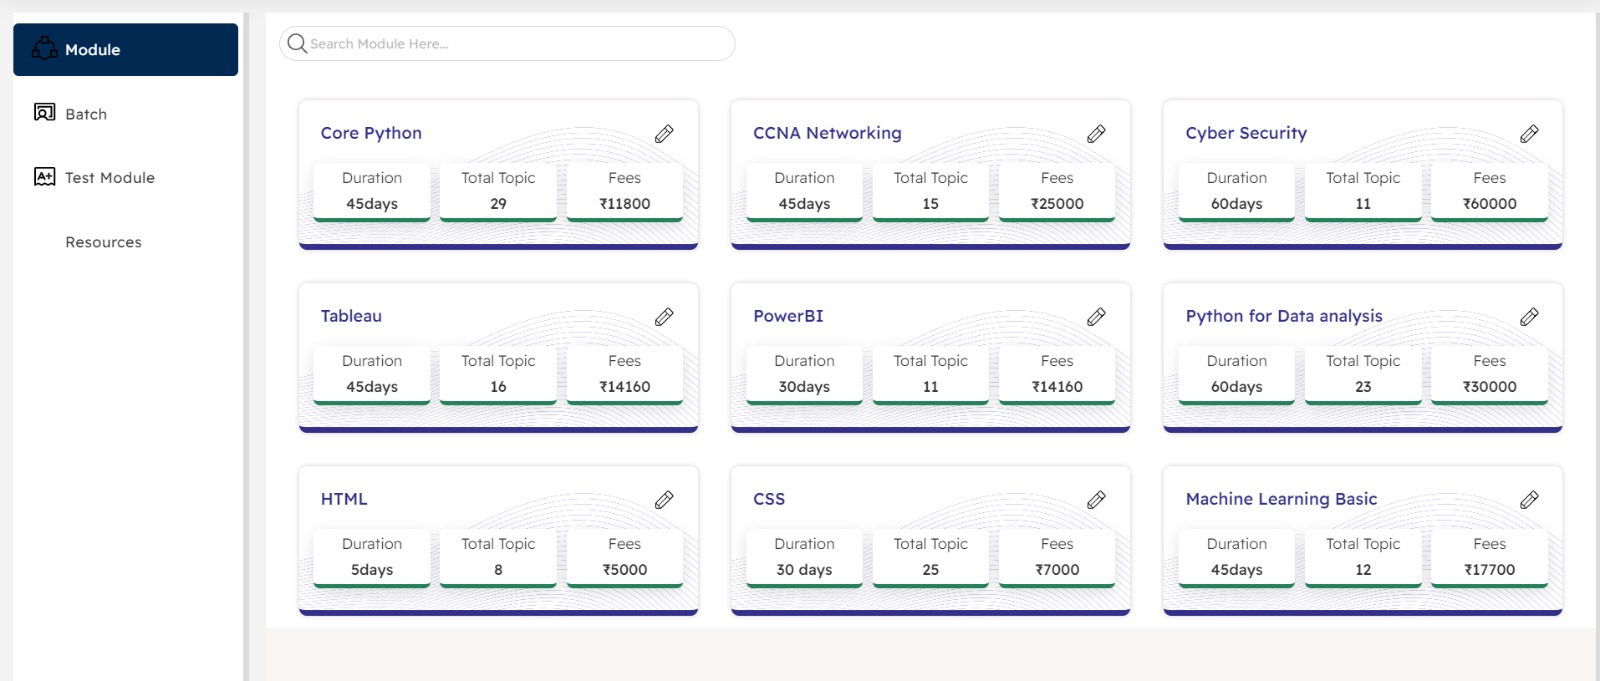 Module
Batch
Test Module
Resources
Search Module Here...
Core Python
Duration Total Topic Fees
45days 29 ₹11800
CCNA Networking
Duration Total Topic Fees
45days 15 ₹25000
Cyber Security
Duration Total Topic Fees
60days 11 ₹60000
Tableau
Duration Total Topic Fees
45days 16 ₹14160
PowerBI
Duration Total Topic Fees
30days 11 ₹14160
Python for Data analysis
Duration Total Topic Fees
60days 23 ₹30000
HTML
Duration Total Topic Fees
5days 8 ₹5000
CSS
Duration Total Topic Fees
30 days 25 ₹7000
Machine Learning Basic
Duration Total Topic Fees
45days 12 ₹17700